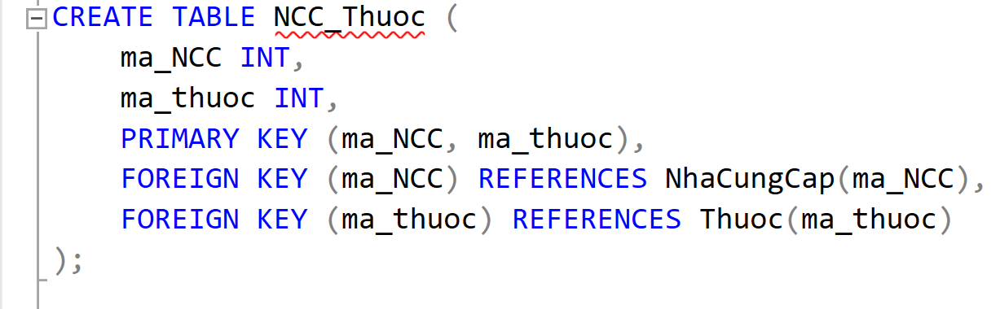 CREATE TABLE NCC_Thuoc (
    ma_NCC INT,
    ma_thuoc INT,
    PRIMARY KEY (ma_NCC, ma_thuoc),
    FOREIGN KEY (ma_NCC) REFERENCES NhaCungCap(ma_NCC),
    FOREIGN KEY (ma_thuoc) REFERENCES Thuoc(ma_thuoc)
);